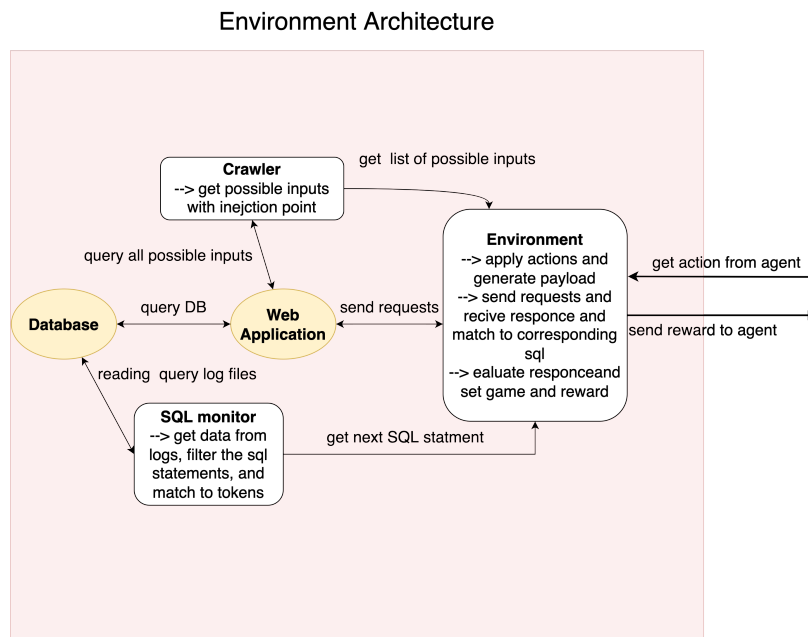 Environment Architecture
get  list of possible inputs
Crawler
--> get possible inputs
with inejction point
Environment
--> apply actions and
generate payload
--> send requests and
recive responce and
match to corresponding
sql
--> ealuate responceand
set game and reward
query all possible inputs
get action from agent
query DB
send requests
Database
Web
Application
send reward to agent
reading  query log files
SQL monitor
--> get data from
logs, filter the sql
statements, and
match to tokens
get next SQL statment